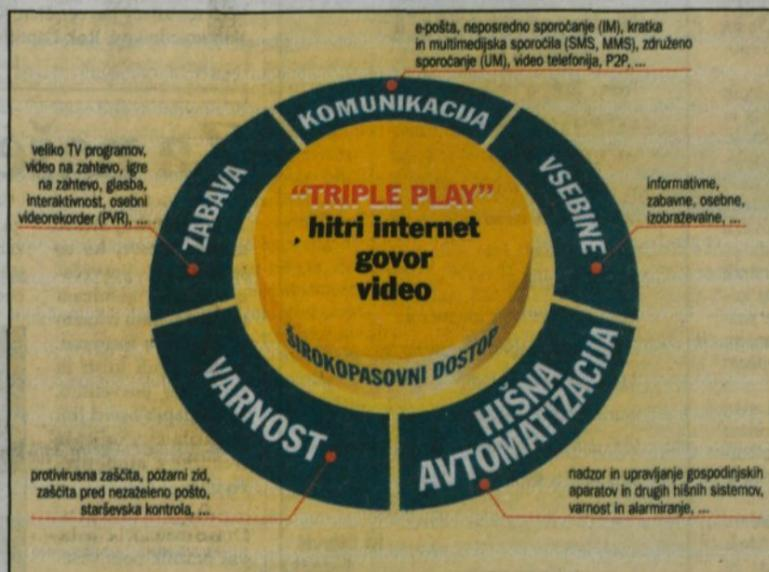 e-pošta, neposredno sporočanje (IM), kratka
in multimedijska sporočila (SMS, MMS), združeno
sporočanje (UM), video telefonija, P2P, ...
KOMUNIKACIJA
veliko TV programov,
video na zahtevo, igre
na zahtevo, glasba,
interaktivnost, osebni
videorekorder (PVR), ...
ZABAVA
VSEBINE
informativne,
zabavne, osebne,
izobraževalne, ...
"TRIPLE PLAY"
hitri internet
govor
video
ŠIROKOPASOVNI DOSTOP
VARNOST
HIŠNA
AVTOMATIZACIJA
protivirusna zaščita, požarni zid,
zaščita pred nezaželeno pošto,
starševska kontrola, ...
nadzor in upravljanje gospodinjskih
aparatov in drugih hišnih sistemov,
varnost in alarmiranje, ...